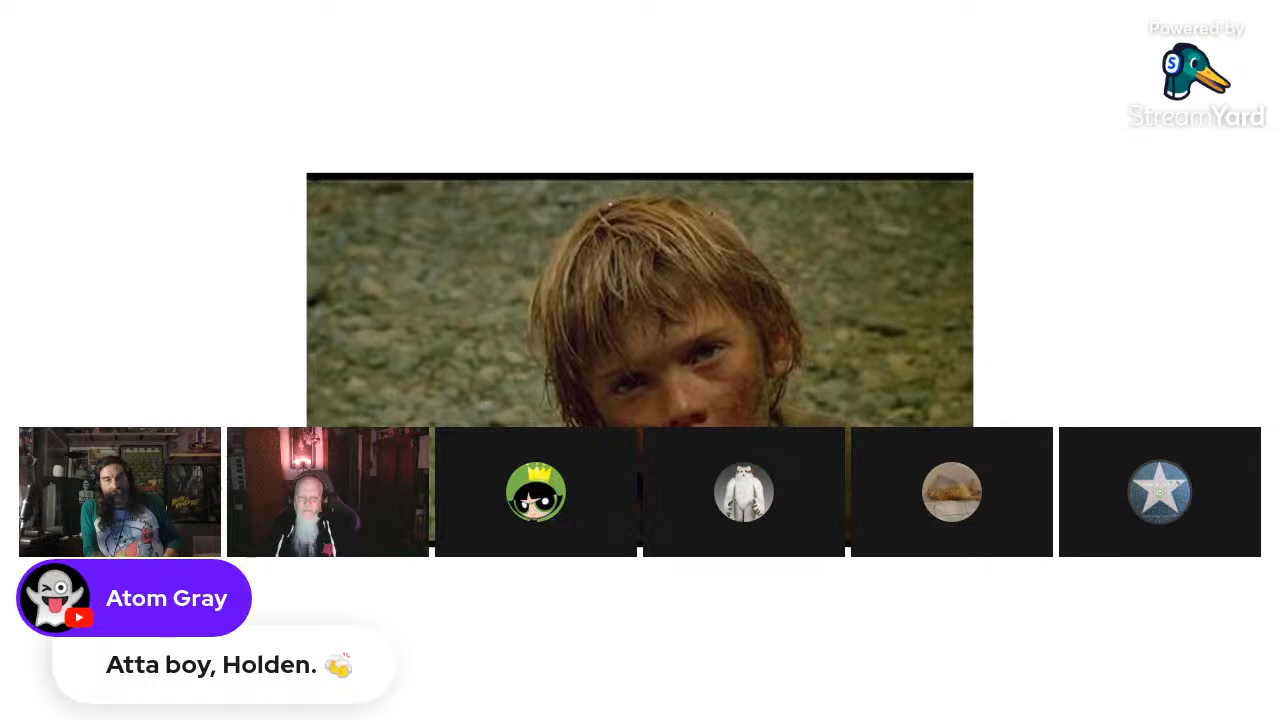 Powered by
S
StreamYard
Atom Gray
Atta boy, Holden. 🍻